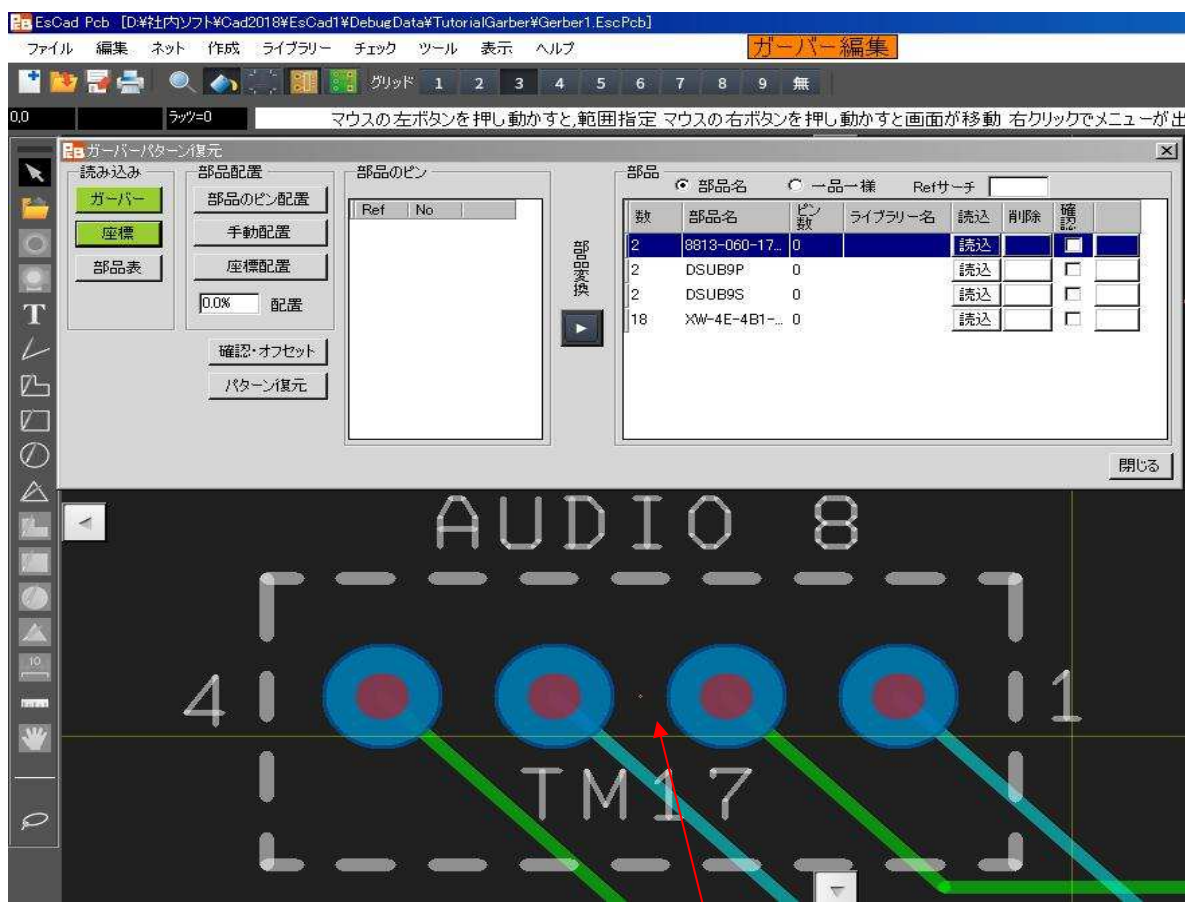 EsCad Pcb [D:¥社内ソフト¥Cad2018¥EsCad1¥DebugData¥TutorialGarber¥Gerber1.EscPcb]
ファイル 編集 ネット 作成 ライブラリー チェック ツール 表示 ヘルプ ガーバー編集
グリッド 1 2 3 4 5 6 7 8 9 無
0,0 ラッツ=0 マウスの左ボタンを押し動かすと,範囲指定 マウスの右ボタンを押し動かすと画面が移動 右クリックでメニューが出
ガーバーパターン復元
読み込み 部品配置 部品のピン 部品
部品名 一品一様 Refサーチ
ガーバー 部品のピン配置 Ref No 数 部品名 ピン数 ライブラリー名 読込 削除 確認
座標 手動配置 2 8813-060-17... 0 読込
部品表 座標配置 部品変換 2 DSUB9P 0 読込
0.0% 配置 2 DSUB9S 0 読込
18 XW-4E-4B1-... 0 読込
確認・オフセット
パターン復元
閉じる
T
10
AUDIO 8
4 1
TM17